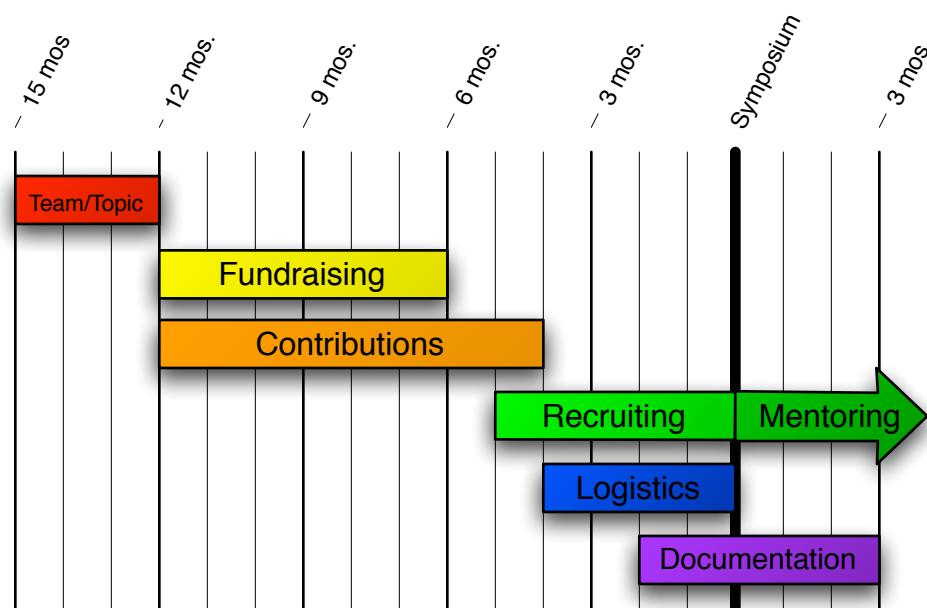 15 mos
12 mos.
9 mos.
6 mos.
3 mos.
Symposium
3 mos
Team/Topic
Fundraising
Contributions
Recruiting
Mentoring
Logistics
Documentation